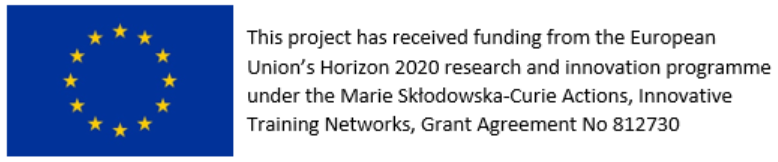 This project has received funding from the European
Union’s Horizon 2020 research and innovation programme
under the Marie Skłodowska-Curie Actions, Innovative
Training Networks, Grant Agreement No 812730